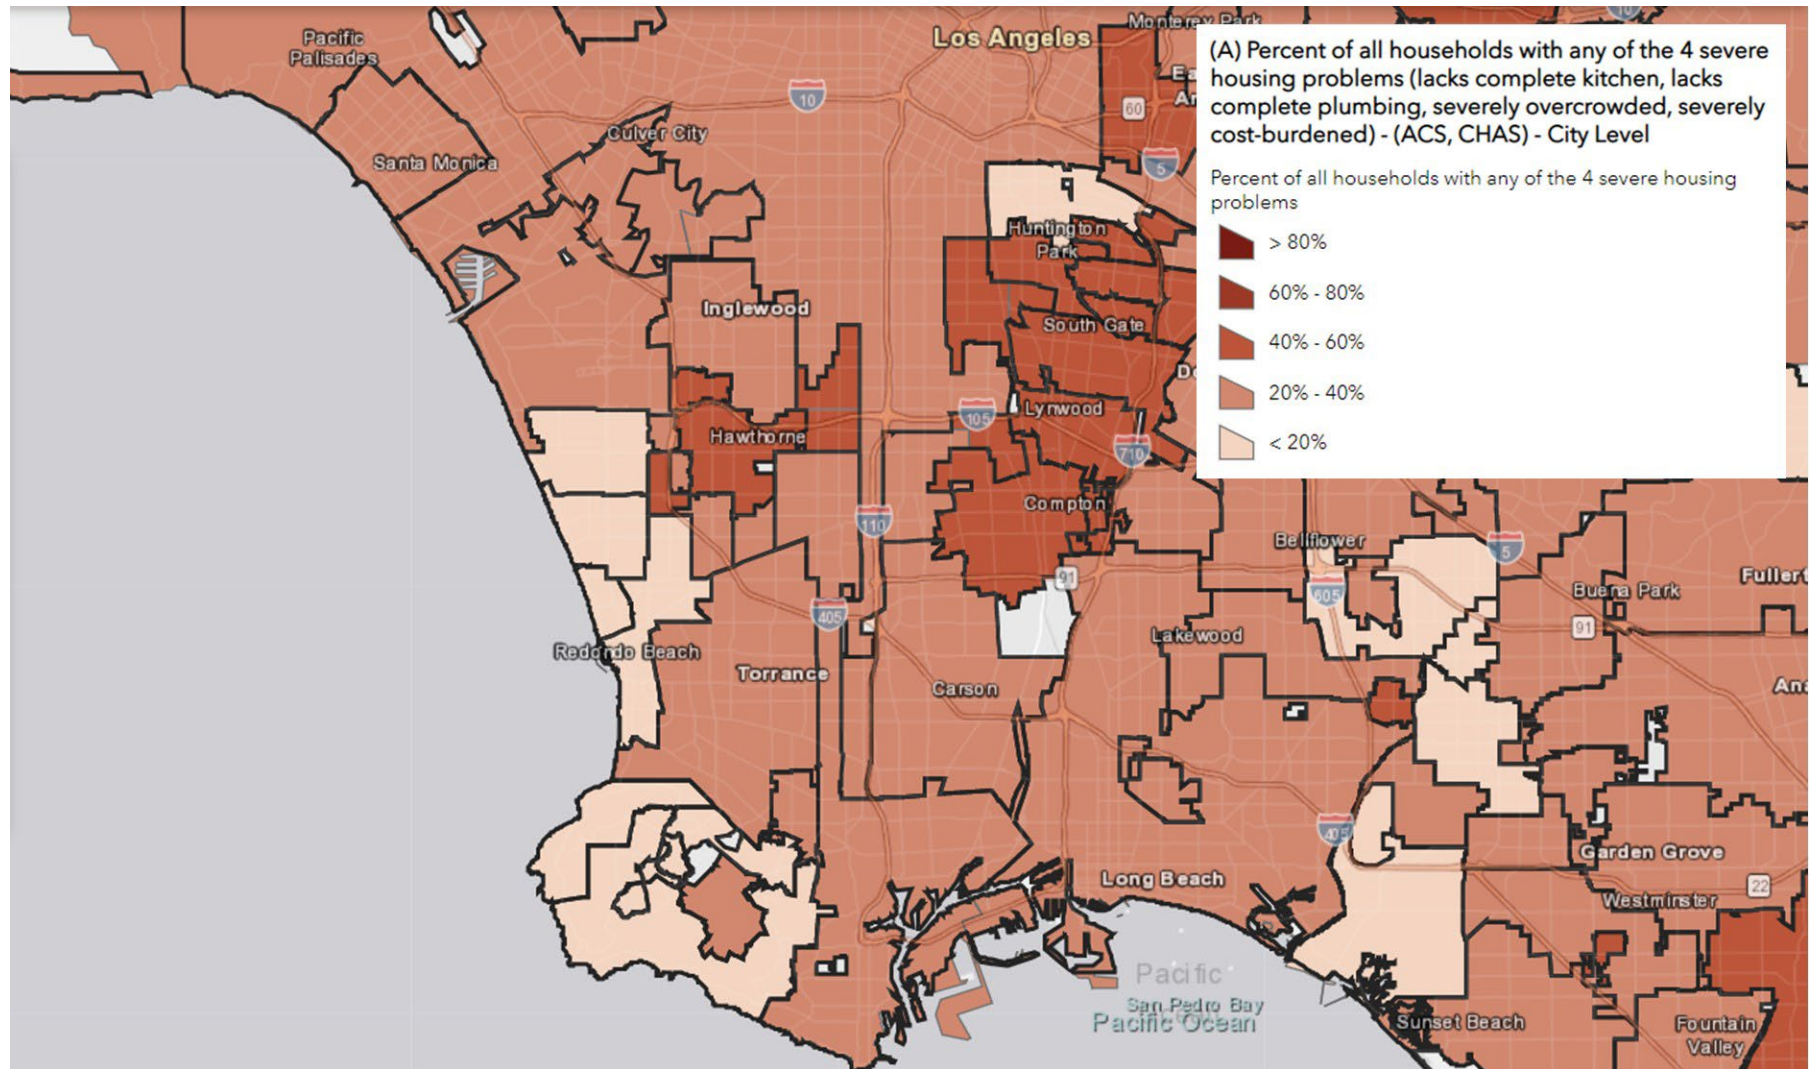 10
Monterey Park
Los Angeles
Pacific
Palisades
(A) Percent of all households with any of the 4 severe
housing problems (lacks complete kitchen, lacks
complete plumbing, severely overcrowded, severely
cost-burdened) - (ACS, CHAS) - City Level
Percent of all households with any of the 4 severe housing
problems
> 80%
60% - 80%
40% - 60%
20% - 40%
< 20%
10
60
Culver City
Santa Monica
5
Huntington
Park
Inglewood
South Gate
Lynwood
105
Hawthorne
710
Compton
110
Bellflower
5
91
605
Buena Park
Fullert
405
91
Lakewood
Redondo Beach
Torrance
Carson
405
Garden Grove
Long Beach
22
Westminster
Pacific
San Pedro Bay
Pacific Ocean
Sunset Beach
Fountain
Valley